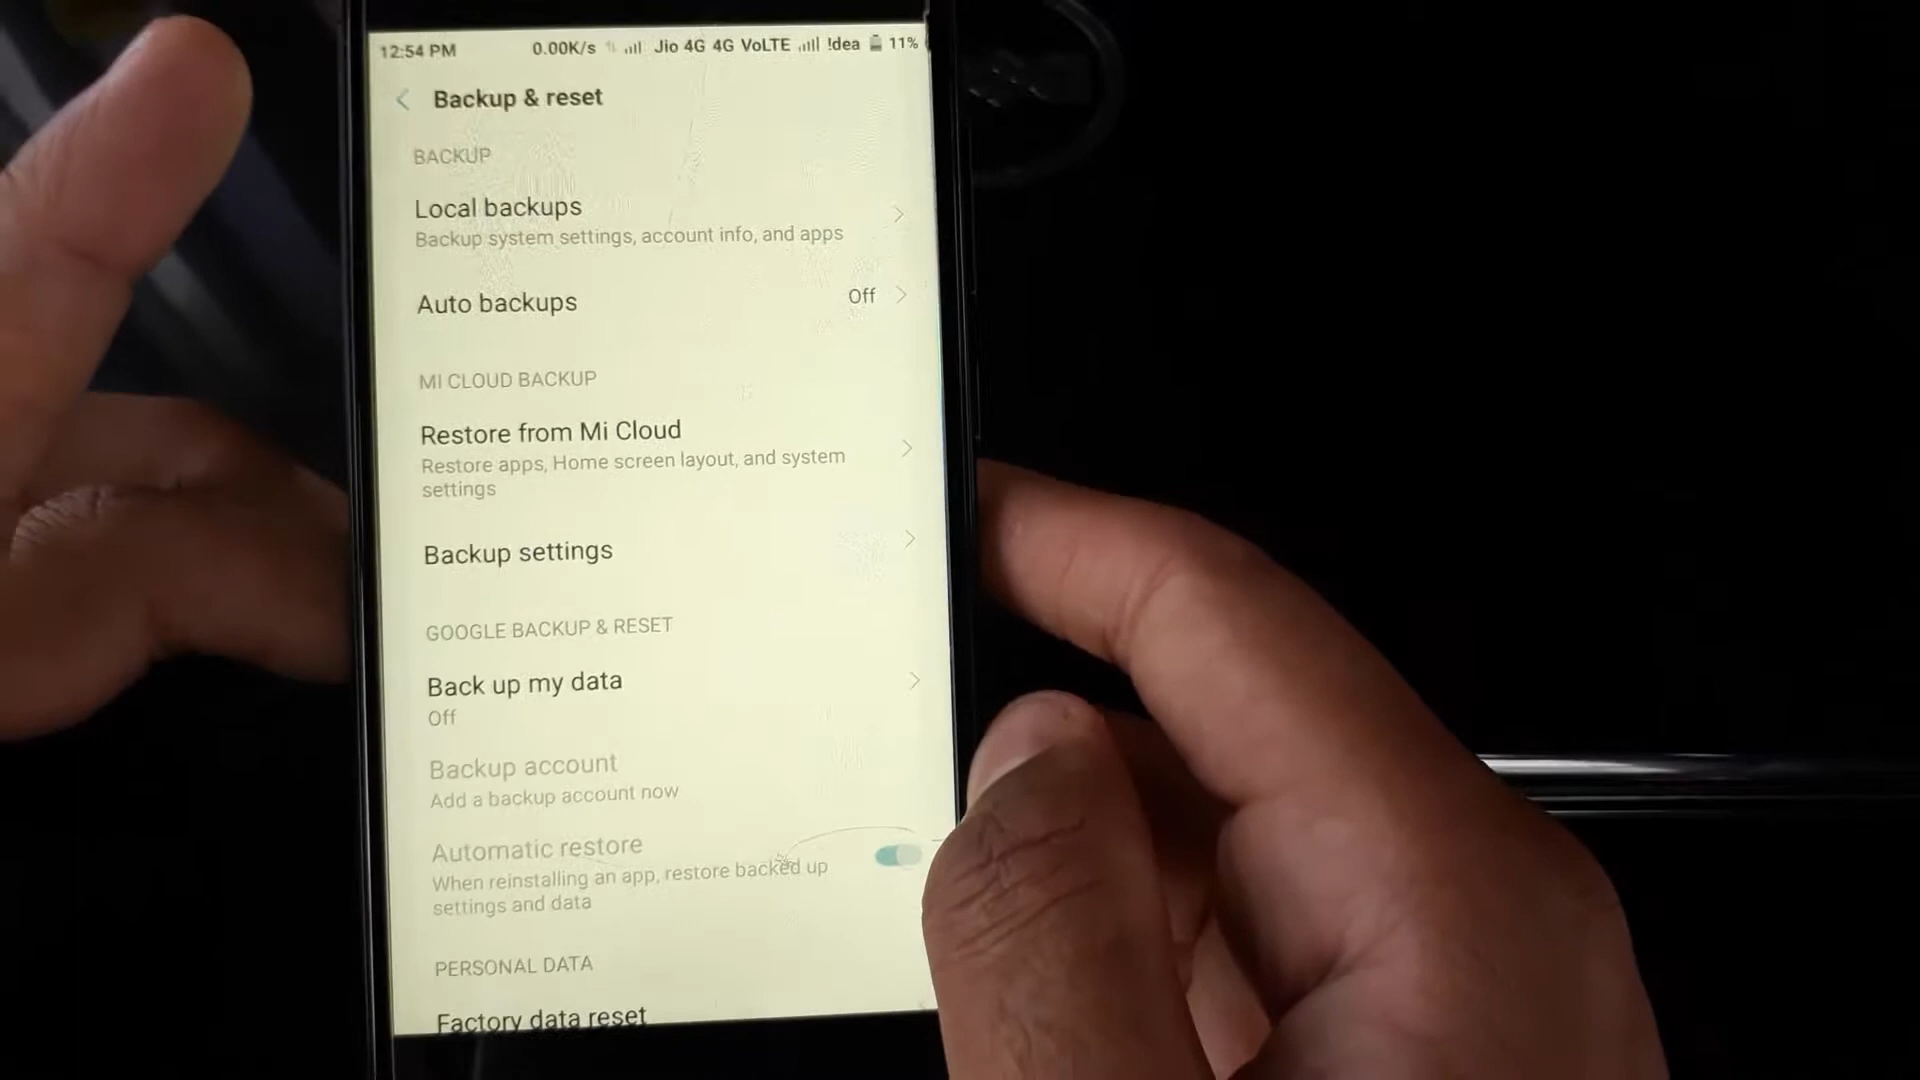 12:54 PM 0.00K/s Jio 4G 4G VoLTE !dea 11%
Backup & reset
BACKUP
Local backups
Backup system settings, account info, and apps
Auto backups Off
MI CLOUD BACKUP
Restore from Mi Cloud
Restore apps, Home screen layout, and system
settings
Backup settings
GOOGLE BACKUP & RESET
Back up my data
Off
Backup account
Add a backup account now
Automatic restore
When reinstalling an app, restore backed up
settings and data
PERSONAL DATA
Factory data reset